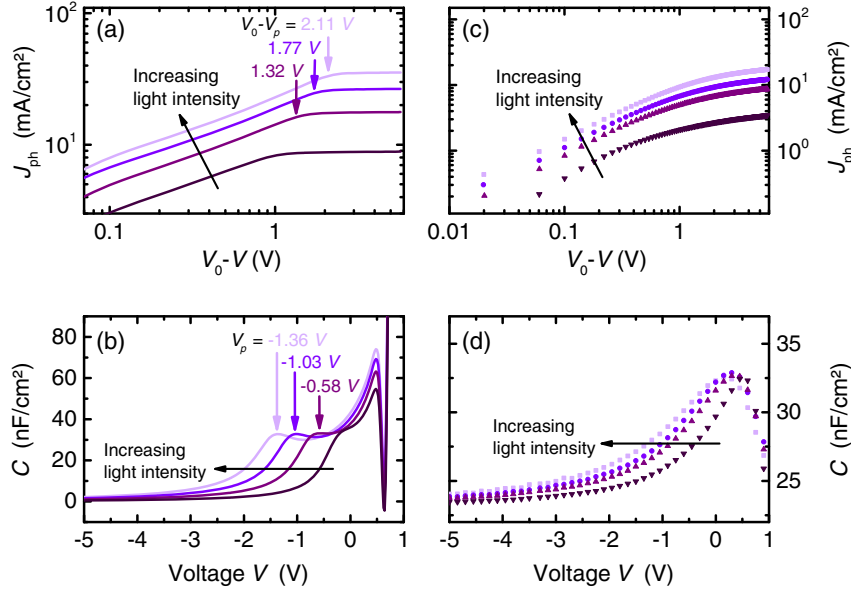 (a)
V₀-Vₚ= 2.11 V
1.77 V
1.32 V
Increasing
light intensity
10²
10¹
Jₚₕ (mA/cm²)
0.1
1
V₀-V (V)
(c)
Increasing
light intensity
10²
10¹
10⁰
Jₚₕ (mA/cm²)
0.01
0.1
1
V₀-V (V)
(b)
Vₚ = -1.36 V
-1.03 V
-0.58 V
Increasing
light intensity
80
60
40
20
0
C (nF/cm²)
-5 -4 -3 -2 -1 0 1
Voltage V (V)
(d)
Increasing
light intensity
35
30
25
C (nF/cm²)
-5 -4 -3 -2 -1 0 1
Voltage V (V)